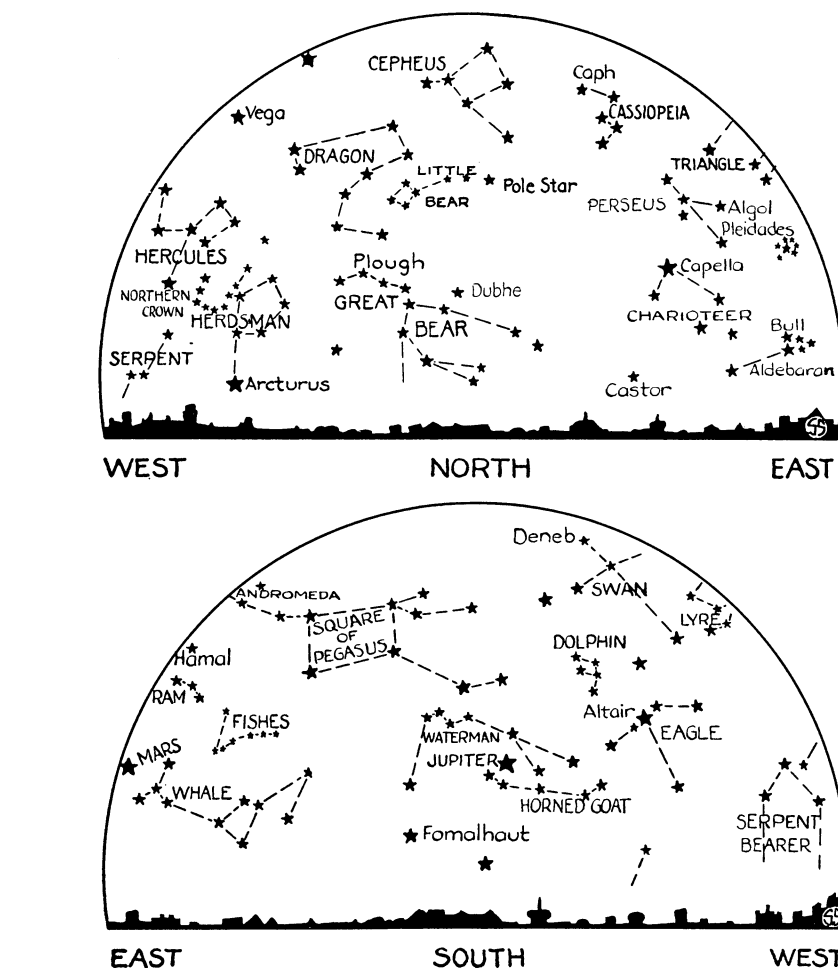 CEPHEUS
Caph
CASSIOPEIA
Vega
DRAGON
LITTLE
BEAR
Pole Star
TRIANGLE
PERSEUS
Algol
Pleidades
HERCULES
Plough
Capella
NORTHERN
CROWN
GREAT
BEAR
Dubhe
HERDSMAN
CHARIOTEER
Bull
SERPENT
Arcturus
Castor
Aldebaran
WEST
NORTH
EAST
Deneb
ANDROMEDA
SWAN
SQUARE
OF
PEGASUS
LYRE
Hamal
DOLPHIN
RAM
FISHES
Altair
EAGLE
WATERMAN
MARS
JUPITER
WHALE
HORNED GOAT
SERPENT
BEARER
Fomalhaut
EAST
SOUTH
WEST